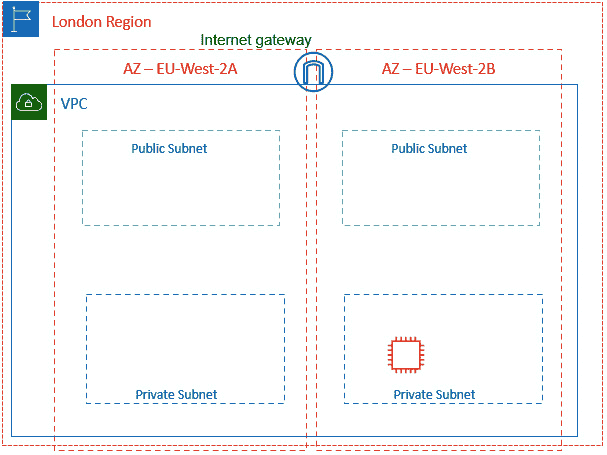 London Region
Internet gateway
AZ – EU-West-2A
AZ – EU-West-2B
VPC
Public Subnet
Public Subnet
Private Subnet
Private Subnet